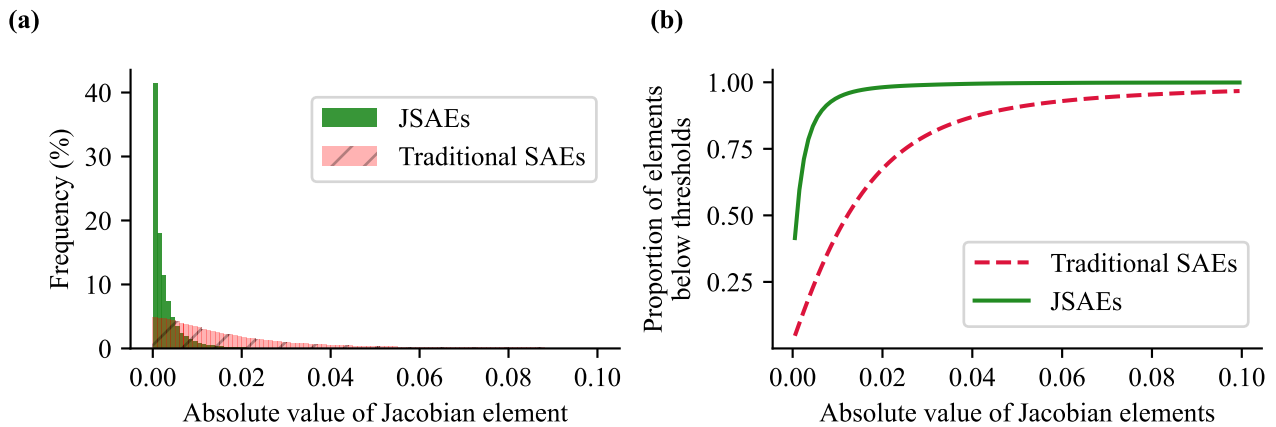 (a)
40
30
20
10
0
Frequency (%)
JSAEs
Traditional SAEs
0.00 0.02 0.04 0.06 0.08 0.10
Absolute value of Jacobian element
(b)
1.00
0.75
0.50
0.25
Proportion of elements
below thresholds
Traditional SAEs
JSAEs
0.00 0.02 0.04 0.06 0.08 0.10
Absolute value of Jacobian elements